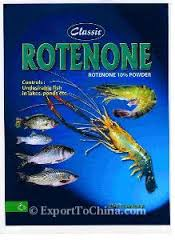 Classic
ROTENONE
ROTENONE 10% POWDER
Controls :
Undesirable fish
in lakes, ponds etc.
© ExportToChina.com